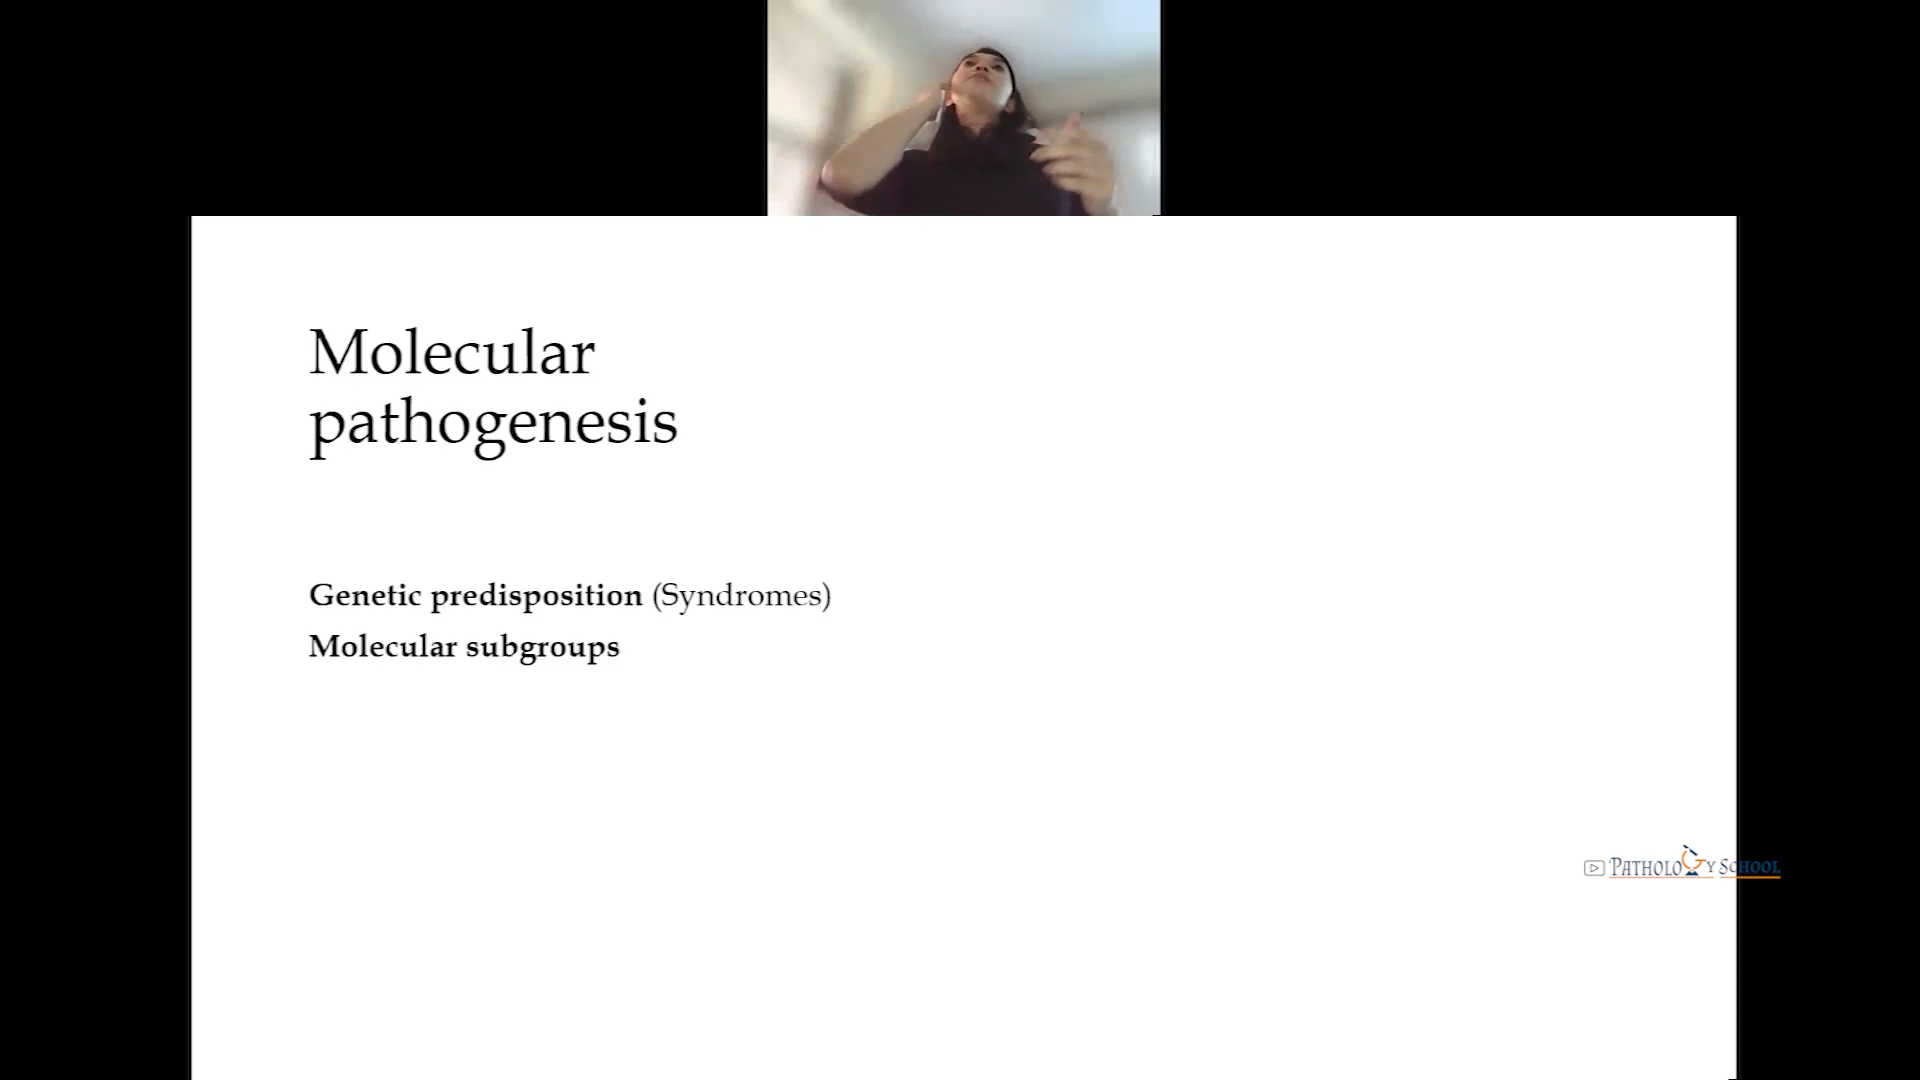 Molecular
pathogenesis
Genetic predisposition (Syndromes)
Molecular subgroups
PATHOLOGY SCHOOL